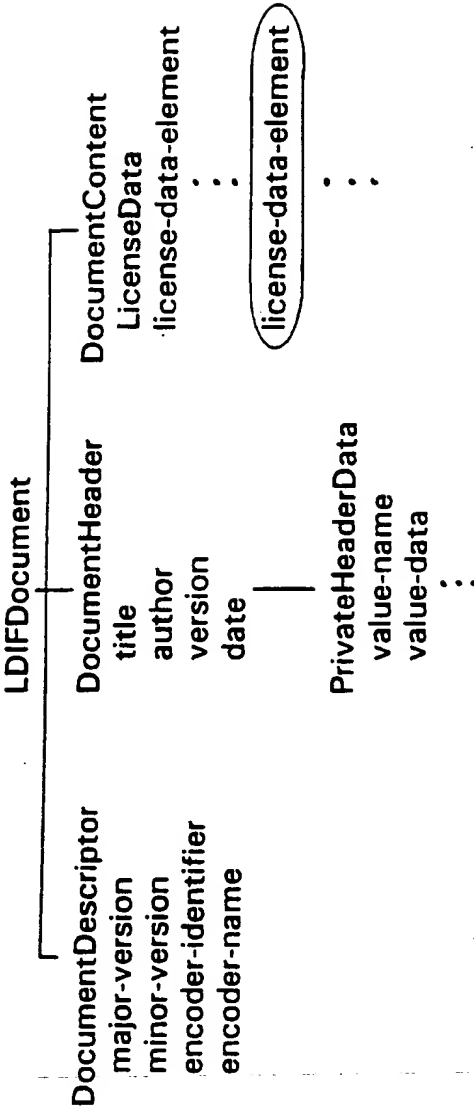 LDIFDocument
DocumentDescriptor
major-version
minor-version
encoder-identifier
encoder-name
DocumentHeader
title
author
version
date
PrivateHeaderData
value-name
value-data
DocumentContent
LicenseData
license-data-element
license-data-element